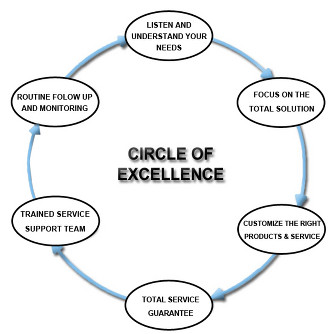 LISTEN AND
UNDERSTAND YOUR
NEEDS
FOCUS ON THE
TOTAL SOLUTION
CUSTOMIZE THE RIGHT
PRODUCTS & SERVICE
TOTAL SERVICE
GUARANTEE
TRAINED SERVICE
SUPPORT TEAM
ROUTINE FOLOW UP
AND MONITORING
CIRCLE OF
EXCELLENCE